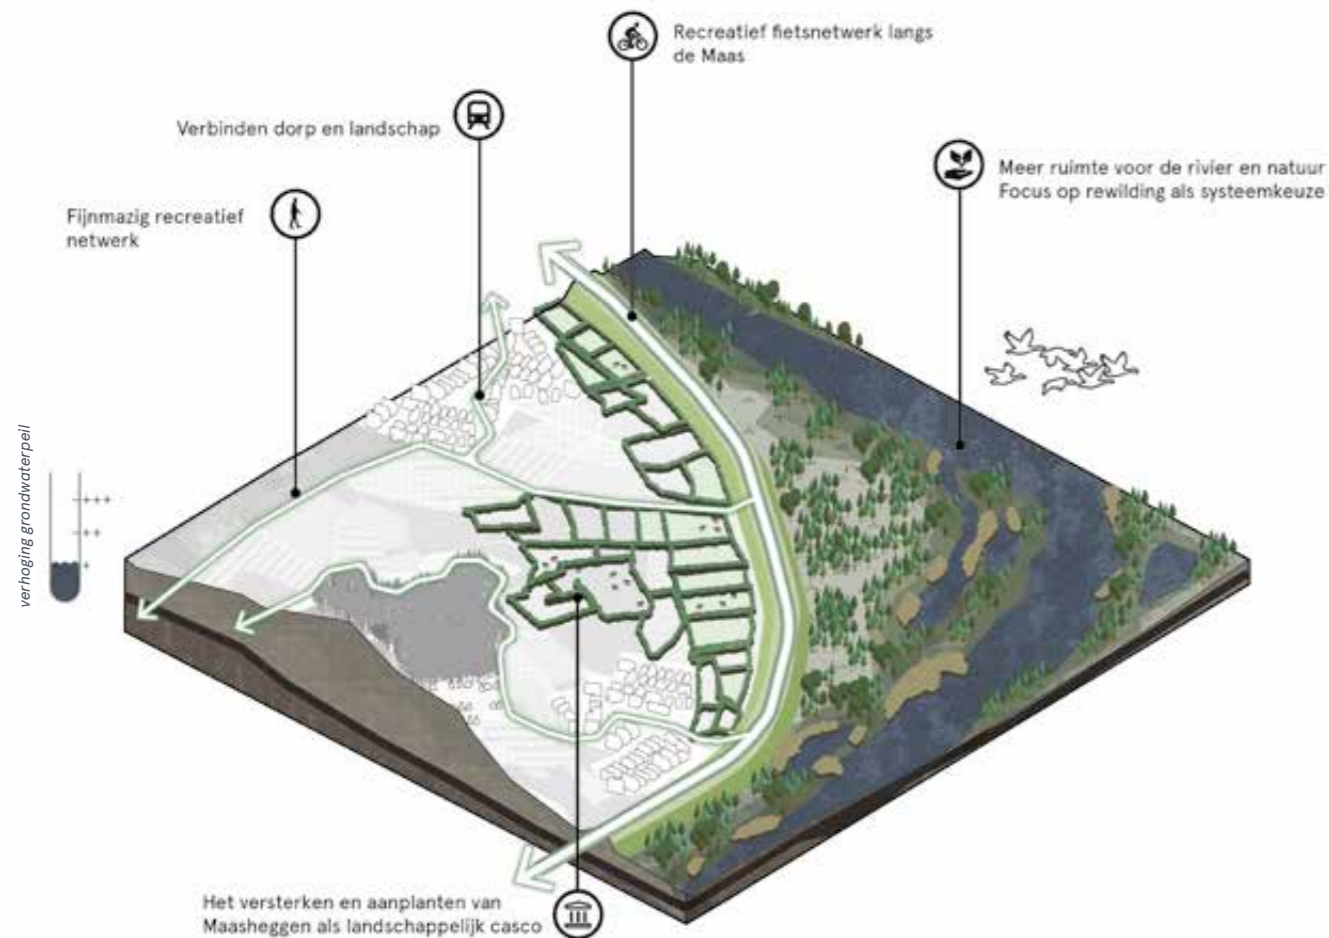 Recreatief fietsnetwerk langs
de Maas
Verbinden dorp en landschap
Meer ruimte voor de rivier en natuur
Focus op rewilding als systeemkeuze
Fijnmazig recreatief
netwerk
verhoging grondwaterpeil
+++
++
+
Het versterken en aanplanten van
Maasheggen als landschappelijk casco